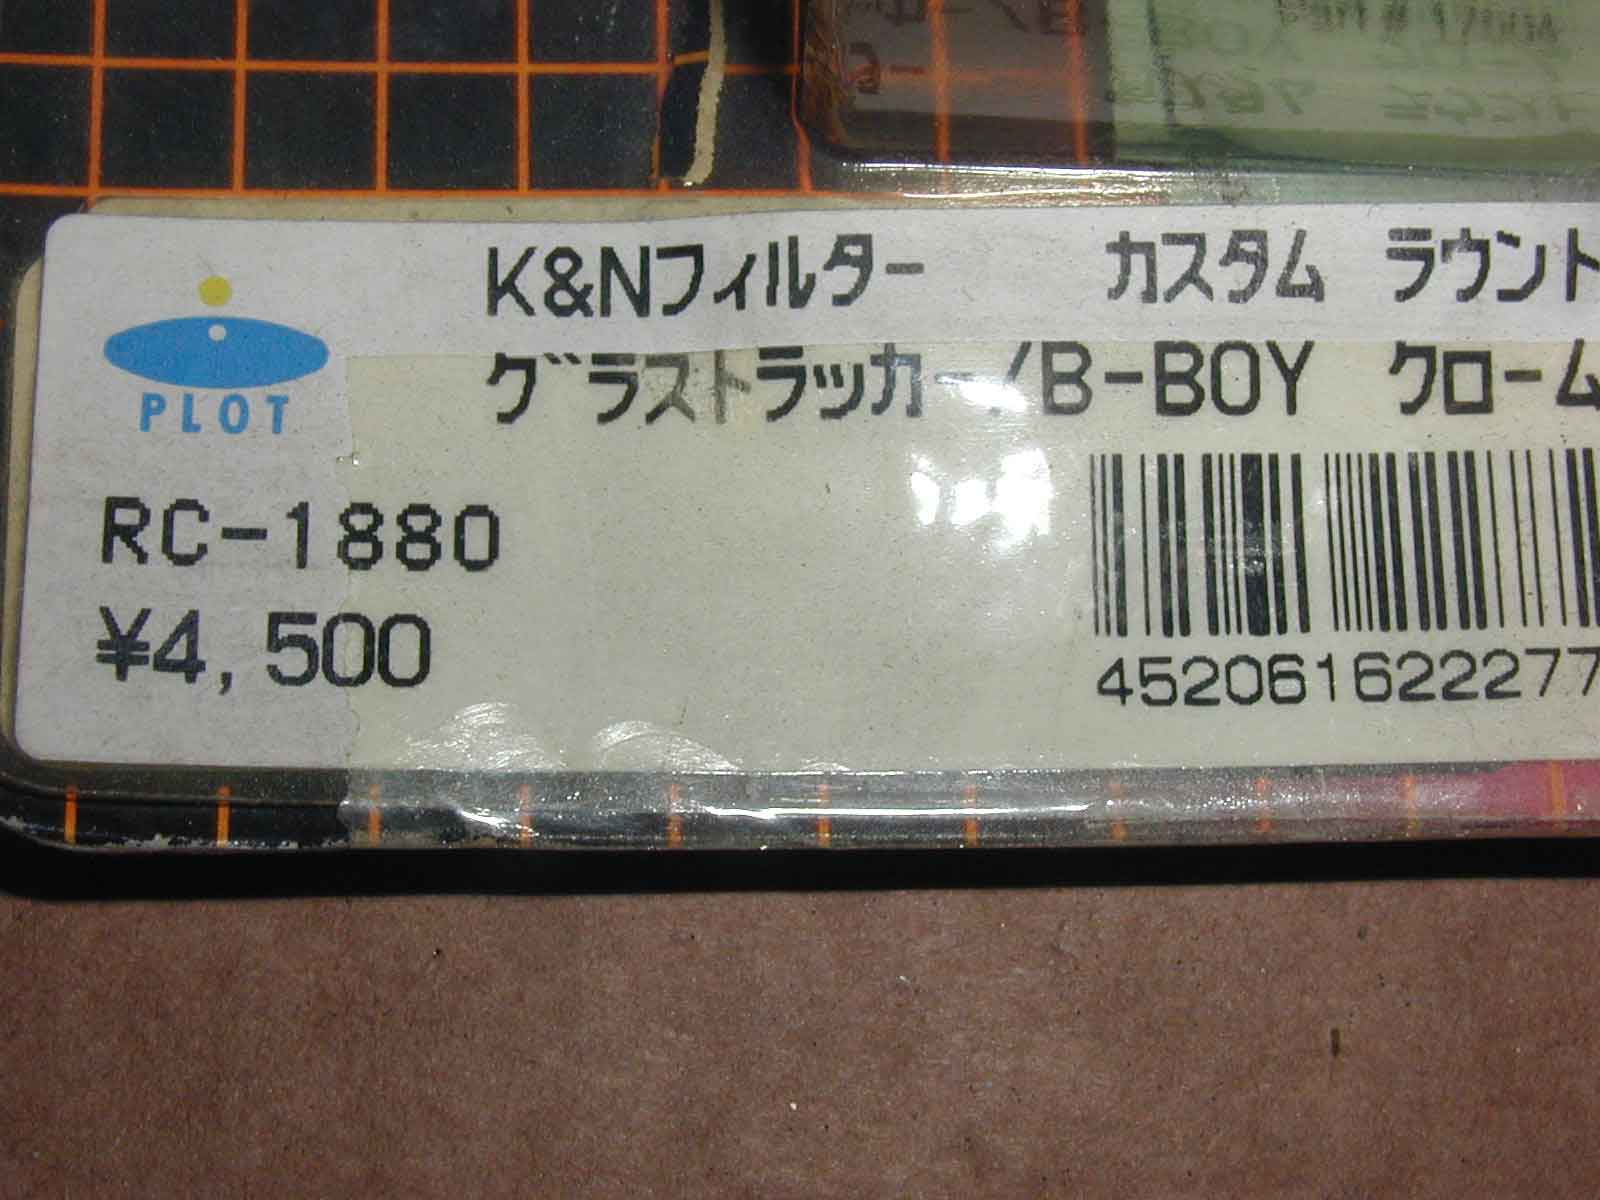 K&Nフィルター カスタム ラウント
グラストラッカー/B-BOY クローム
PLOT
RC-1880
¥4,500
4520616222277